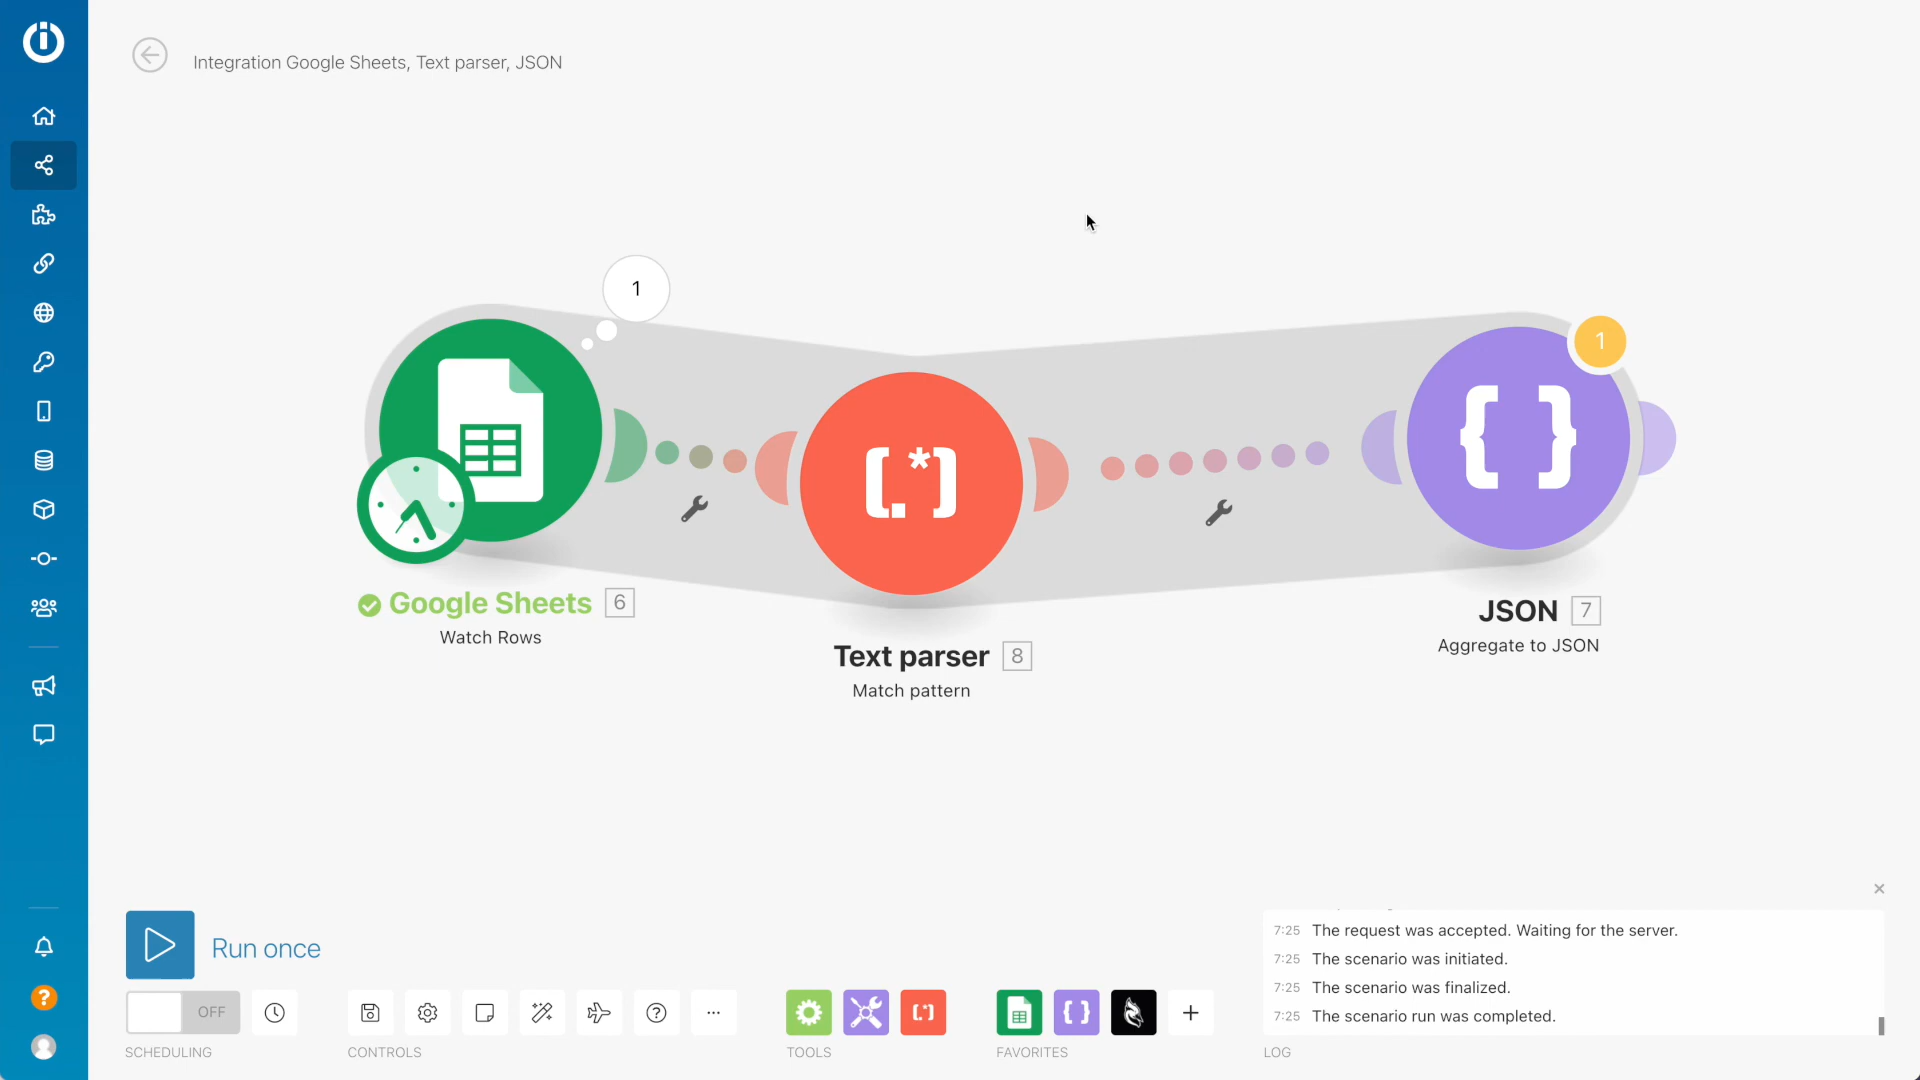 Integration Google Sheets, Text parser, JSON
1
1
Google Sheets 6
Watch Rows
Text parser 8
Match pattern
JSON 7
Aggregate to JSON
Run once
OFF
SCHEDULING
CONTROLS
TOOLS
FAVORITES
7:25 The request was accepted. Waiting for the server.
7:25 The scenario was initiated.
7:25 The scenario was finalized.
7:25 The scenario run was completed.
LOG